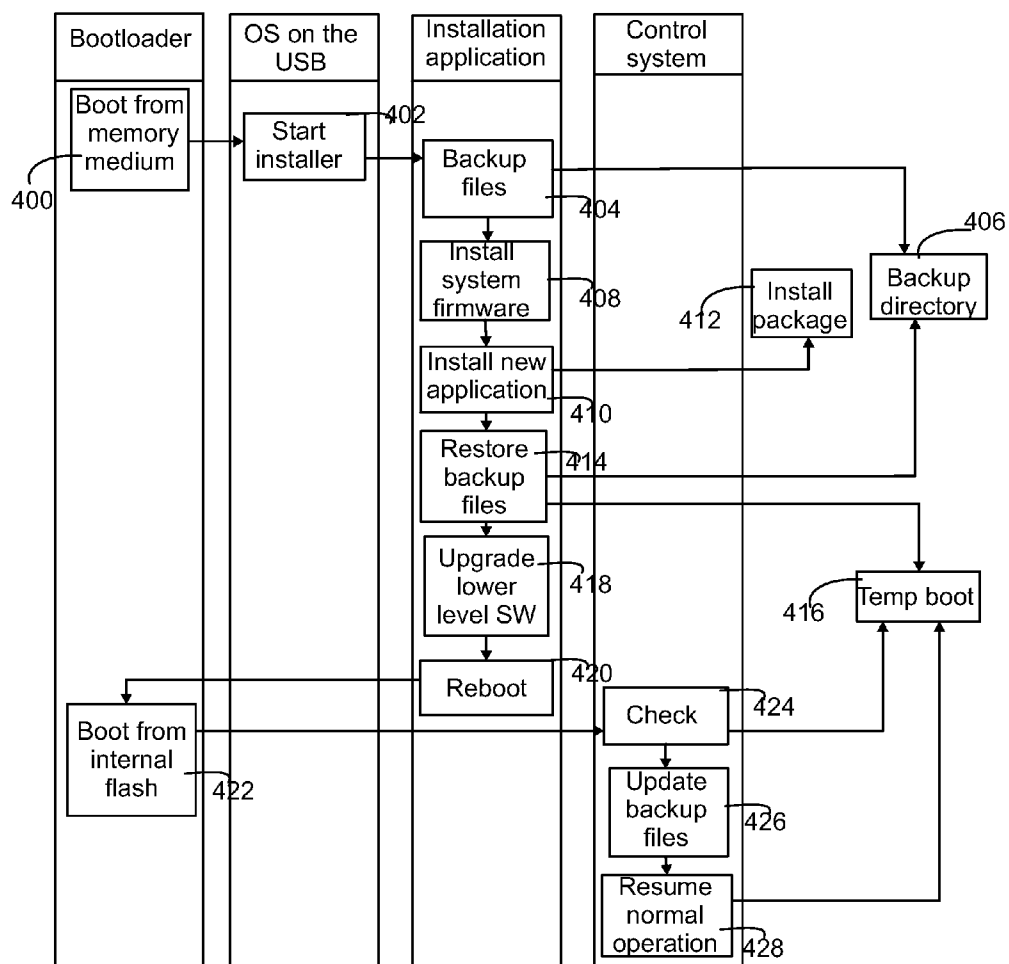 Bootloader
OS on the
USB
Installation
application
Control
system
Boot from
memory
medium
400
402
Start
installer
Backup
files
404
406
Backup
directory
Install
system
firmware
408
412
Install
package
Install new
application
410
Restore
backup
files
414
Upgrade
lower
level SW
418
416
Temp boot
420
Reboot
Boot from
internal
flash
422
Check
424
Update
backup
files
426
Resume
normal
operation
428